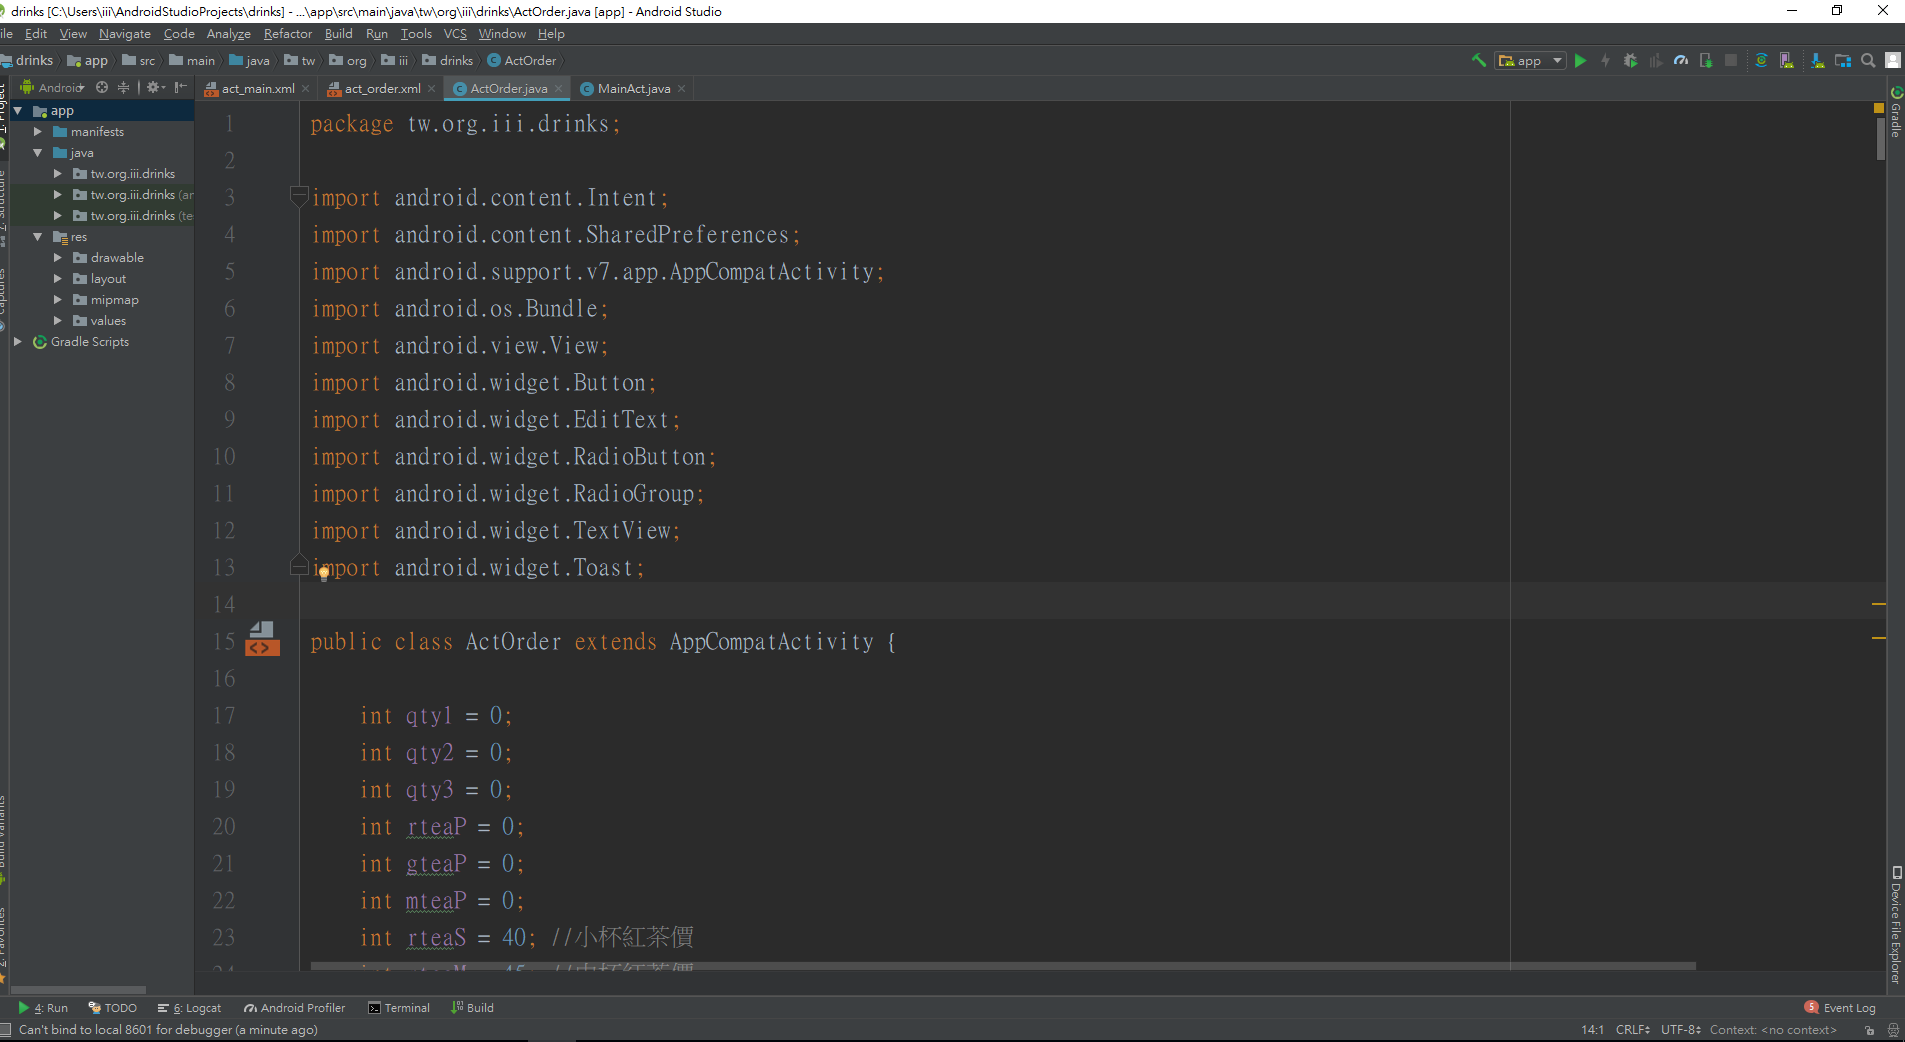 drinks [C:\Users\iii\AndroidStudioProjects\drinks] - ...\app\src\main\java\tw\org\iii\drinks\ActOrder.java [app] - Android Studio
ile Edit View Navigate Code Analyze Refactor Build Run Tools VCS Window Help
drinks app src main java tw org iii drinks ActOrder
app
Android
act_main.xml act_order.xml ActOrder.java MainAct.java
1: Project
app
manifests
java
tw.org.iii.drinks
tw.org.iii.drinks (ar
tw.org.iii.drinks (te
res
drawable
layout
mipmap
values
Gradle Scripts
1 package tw.org.iii.drinks;
2
3 import android.content.Intent;
4 import android.content.SharedPreferences;
5 import android.support.v7.app.AppCompatActivity;
6 import android.os.Bundle;
7 import android.view.View;
8 import android.widget.Button;
9 import android.widget.EditText;
10 import android.widget.RadioButton;
11 import android.widget.RadioGroup;
12 import android.widget.TextView;
13 import android.widget.Toast;
14
15 public class ActOrder extends AppCompatActivity {
16
17 int qty1 = 0;
18 int qty2 = 0;
19 int qty3 = 0;
20 int rteaP = 0;
21 int gteaP = 0;
22 int mteaP = 0;
23 int rteaS = 40; //小杯紅茶價
Gradle
Device File Explorer
4: Run TODO 6: Logcat Android Profiler Terminal Build
5 Event Log
Can't bind to local 8601 for debugger (a minute ago)
14:1 CRLF UTF-8 Context: <no context>